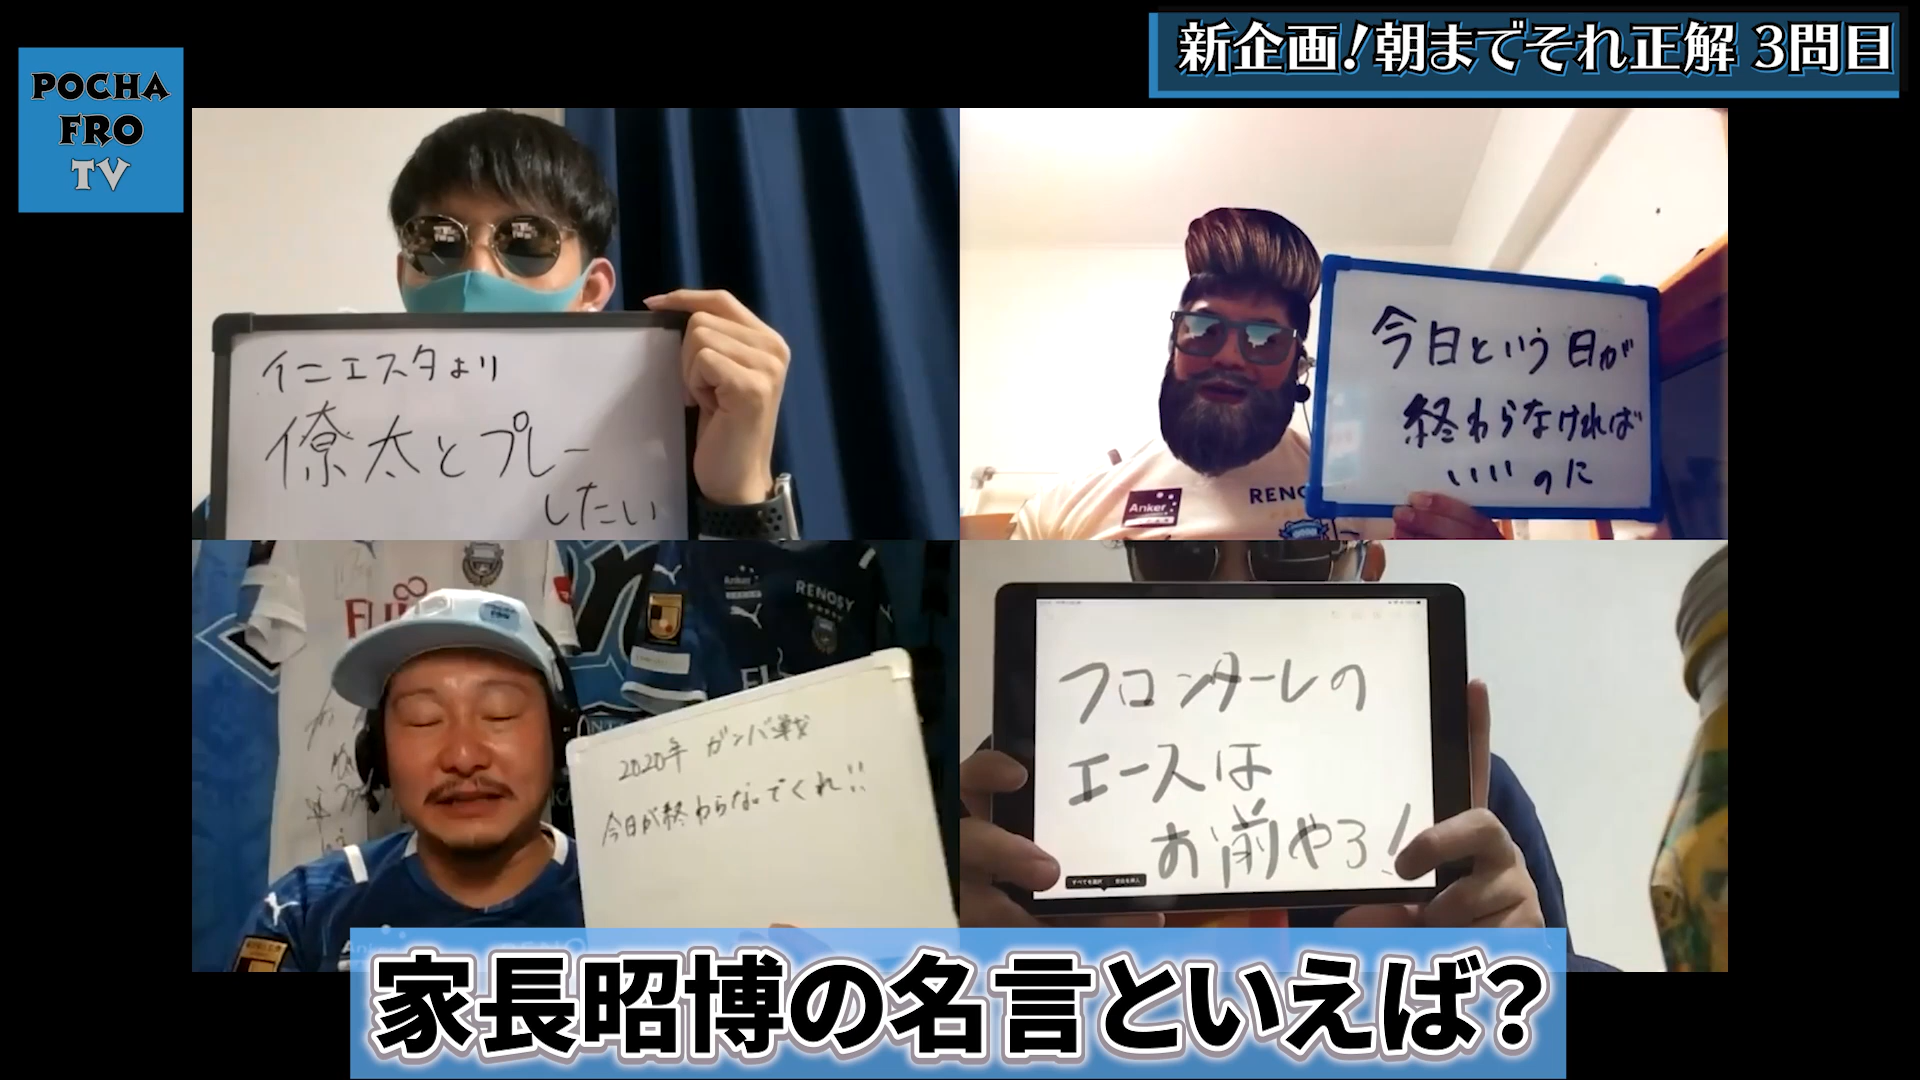 POCHA
FRO
TV
新企画!朝までそれ正解 3問目
イニエスタより
僚太とプレー
したい
今日という日が
終わらなければ
いいのに
Anker
RENO
2020年 ガンバ戦
今日が終わらないでくれ!!
Anker
RENOSY
FUJI
フロンターレの
エースは
お前やろ!
家長昭博の名言といえば?